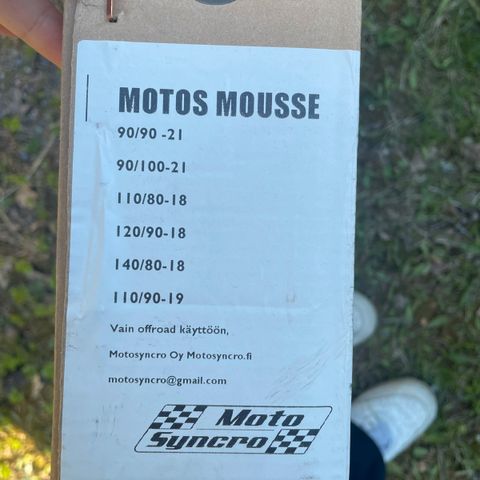 MOTOS MOUSSE
90/90 -21
90/100-21
110/80-18
120/90-18
140/80-18
110/90-19
Vain offroad käyttöön,
Motosyncro Oy Motosyncro.fi
motosyncro@gmail.com
Moto
Syncro